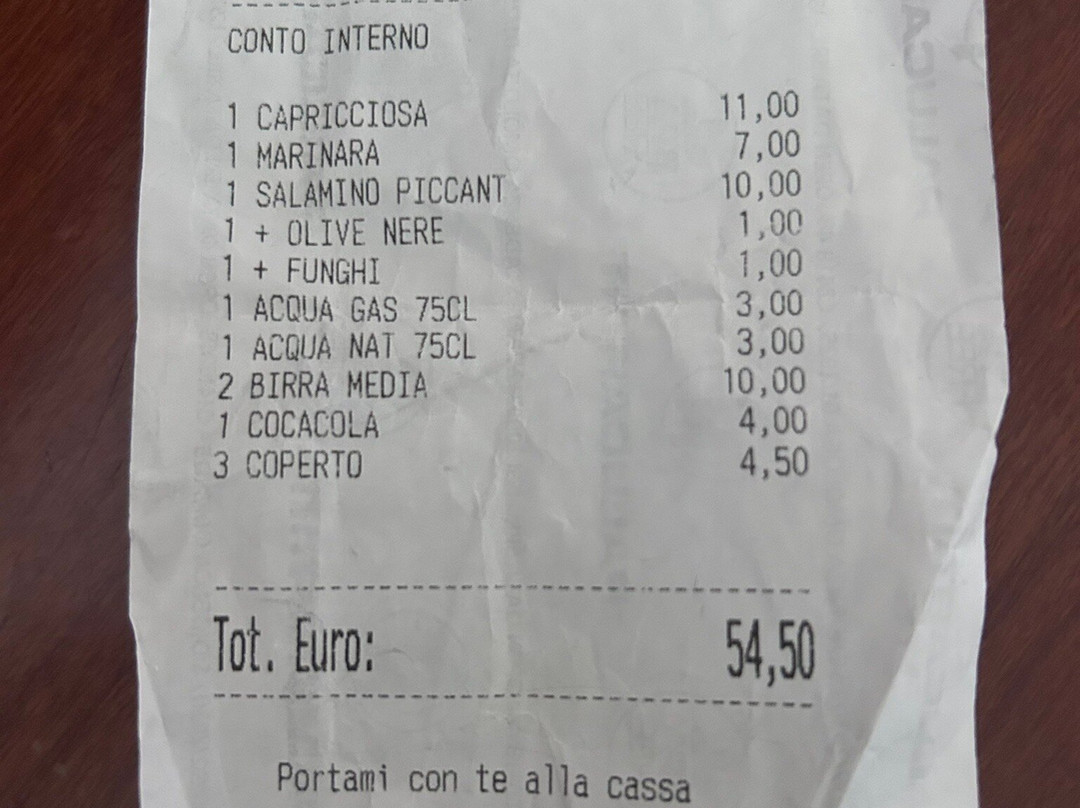 CONTO INTERNO
1 CAPRICCIOSA 11,00
1 MARINARA 7,00
1 SALAMINO PICCANT 10,00
1 + OLIVE NERE 1,00
1 + FUNGHI 1,00
1 ACQUA GAS 75CL 3,00
1 ACQUA NAT 75CL 3,00
2 BIRRA MEDIA 10,00
1 COCACOLA 4,00
3 COPERTO 4,50
Tot. Euro: 54,50
Portami con te alla cassa